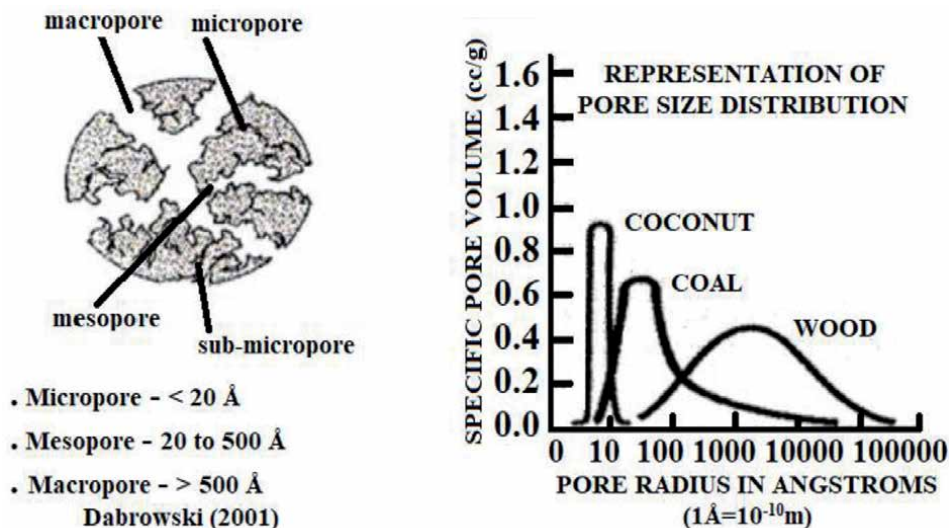 macropore
micropore
mesopore
sub-micropore
. Micropore – < 20 Å
. Mesopore – 20 to 500 Å
. Macropore – > 500 Å
Dabrowski (2001)
REPRESENTATION OF
PORE SIZE DISTRIBUTION
SPECIFIC PORE VOLUME (cc/g)
1.6
1.4
1.2
1.0
0.8
0.6
0.4
0.2
0.0
COCONUT
COAL
WOOD
0 10 100 1000 10000 100000
PORE RADIUS IN ANGSTROMS
(1Å=10⁻¹⁰m)